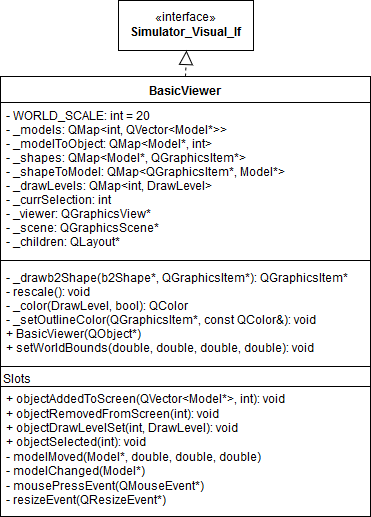 «interface»
Simulator_Visual_If
BasicViewer
- WORLD_SCALE: int = 20
- _models: QMap<int, QVector<Model*>>
- _modelToObject: QMap<Model*, int>
- _shapes: QMap<Model*, QGraphicsItem*>
- _shapeToModel: QMap<QGraphicsItem*, Model*>
- _drawLevels: QMap<int, DrawLevel>
- _currSelection: int
- _viewer: QGraphicsView*
- _scene: QGraphicsScene*
- _children: QLayout*
- _drawb2Shape(b2Shape*, QGraphicsItem*): QGraphicsItem*
- rescale(): void
- _color(DrawLevel, bool): QColor
- _setOutlineColor(QGraphicsItem*, const QColor&): void
+ BasicViewer(QObject*)
+ setWorldBounds(double, double, double, double): void
Slots
+ objectAddedToScreen(QVector<Model*>, int): void
+ objectRemovedFromScreen(int): void
+ objectDrawLevelSet(int, DrawLevel): void
+ objectSelected(int): void
- modelMoved(Model*, double, double, double)
- modelChanged(Model*)
- mousePressEvent(QMouseEvent*)
- resizeEvent(QResizeEvent*)